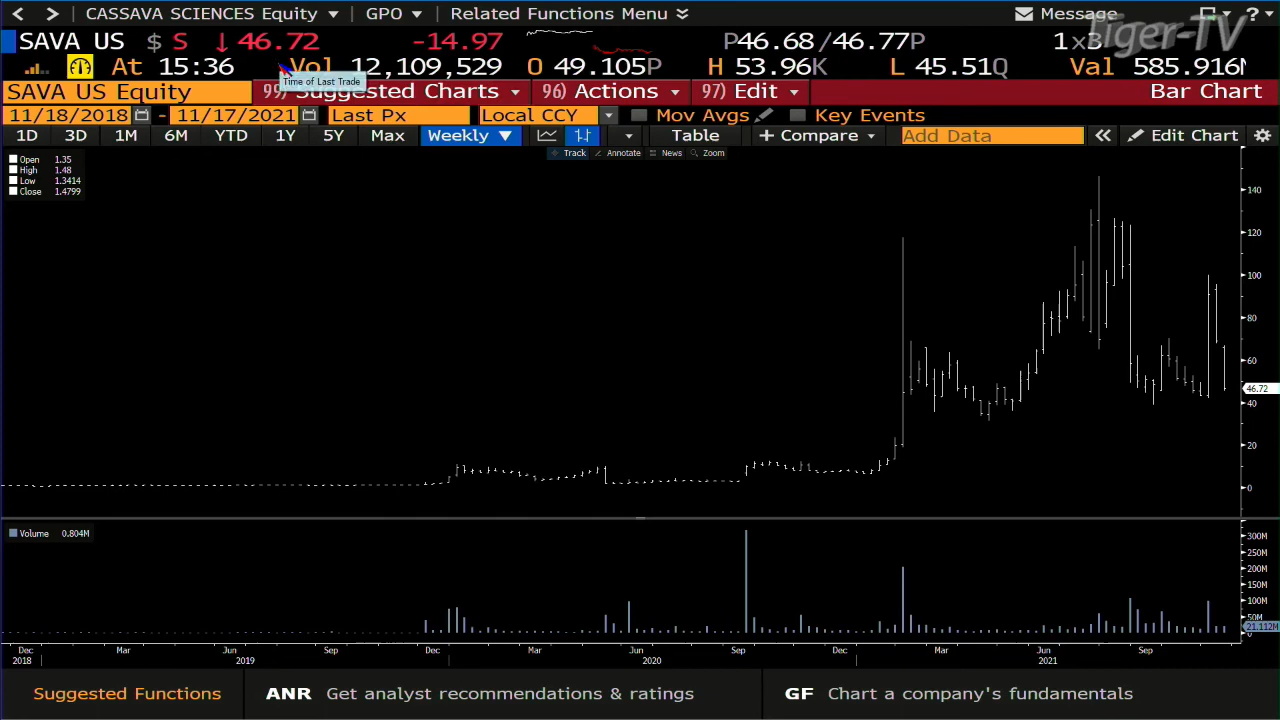 < > CASSAVA SCIENCES Equity ▼ GPO ▼ Related Functions Menu Message ? ▼
SAVA US $ S ↓ 46.72 -14.97 P46.68/46.77P 1x3
Tiger-TV
At 15:36 Vol 12,109,529 O 49.105P H 53.96K L 45.51Q Val 585.916M
Time of Last Trade
SAVA US Equity 99) Suggested Charts ▼ 96) Actions ▼ 97) Edit ▼ Bar Chart
11/18/2018 - 11/17/2021 Last Px Local CCY Mov Avgs Key Events
1D 3D 1M 6M YTD 1Y 5Y Max Weekly ▼ Table + Compare Add Data « Edit Chart
Track Annotate News Zoom
Open 1.35
High 1.48
Low 1.3414
Close 1.4799
140
120
100
80
60
46.72
40
20
0
Volume 0.804M
300M
250M
200M
150M
100M
50M
21.112M
0
Dec Mar Jun Sep Dec Mar Jun Sep Dec Mar Jun Sep
2018 2019 2020 2021
Suggested Functions ANR Get analyst recommendations & ratings GF Chart a company's fundamentals